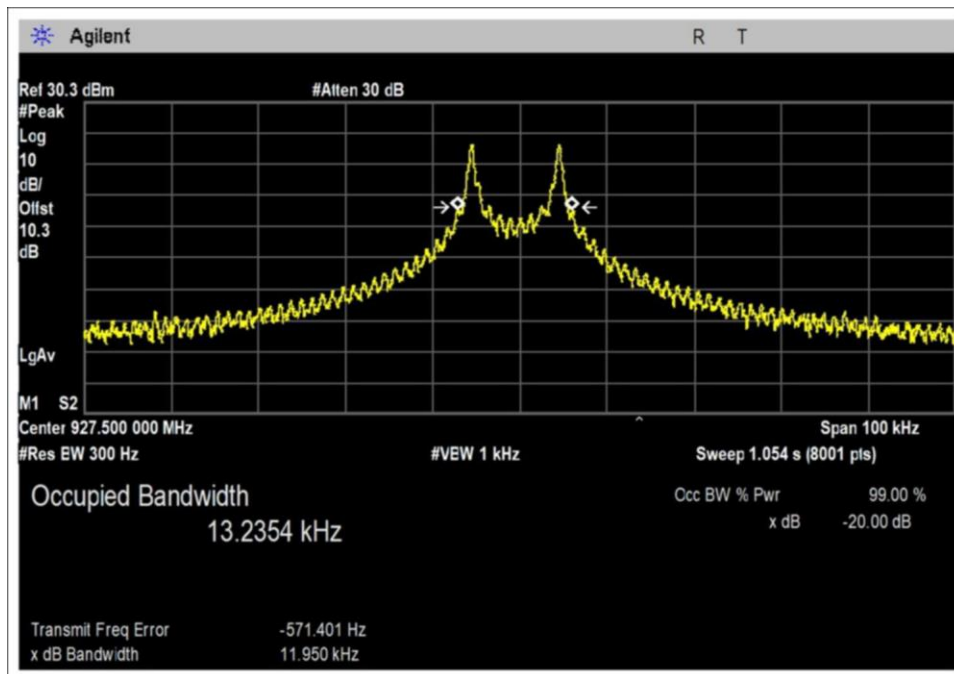 Agilent
R T
Ref 30.3 dBm #Atten 30 dB
#Peak
Log
10
dB/
Offst
10.3
dB
LgAv
M1 S2
Center 927.500 000 MHz Span 100 kHz
#Res EW 300 Hz #VEW 1 kHz Sweep 1.054 s (8001 pts)
Occupied Bandwidth Occ BW % Pwr 99.00 %
13.2354 kHz x dB -20.00 dB
Transmit Freq Error -571.401 Hz
x dB Bandwidth 11.950 kHz